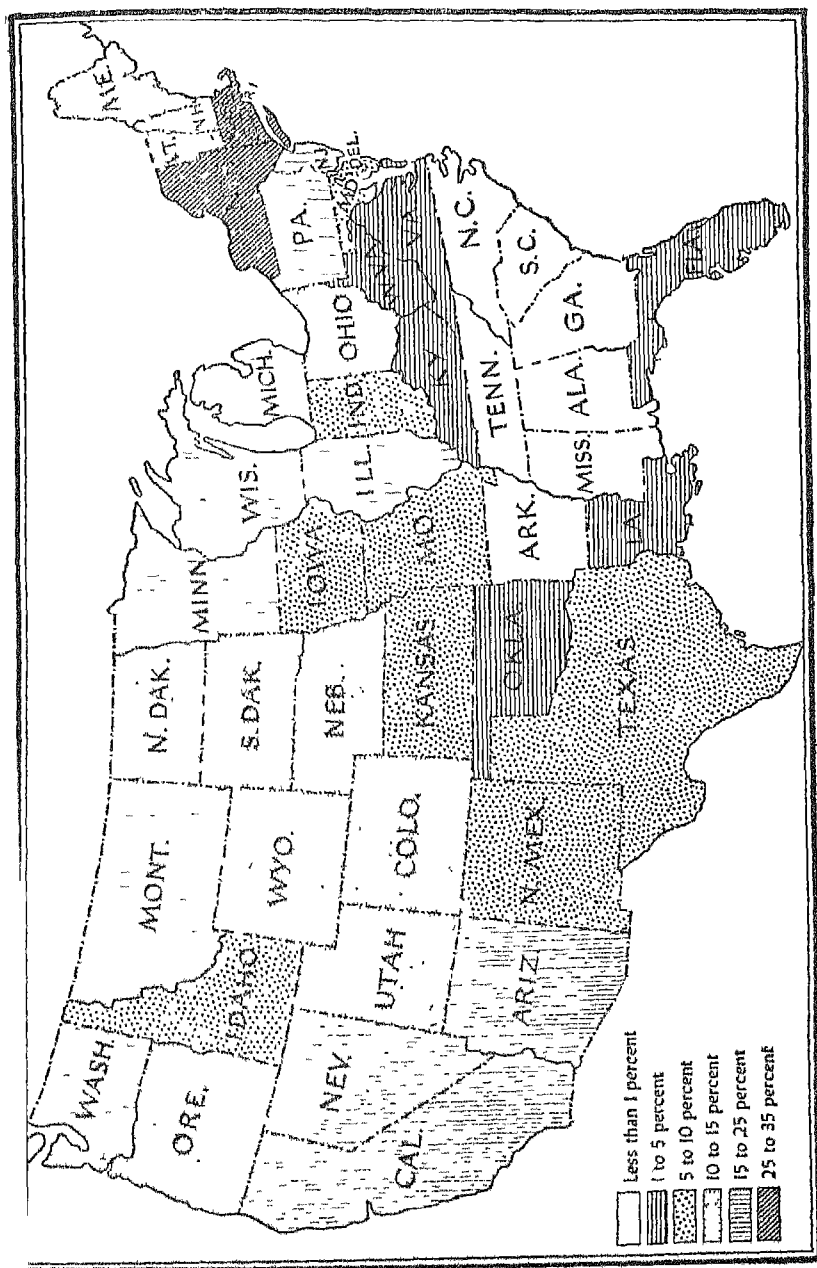 WASH.
ORE.
CAL.
NEV.
IDAHO
MONT.
WYO.
UTAH
ARIZ.
COLO.
N. MEX.
N. DAK.
S. DAK.
NEB.
KANSAS
OKLA.
TEXAS
MINN.
IOWA
MO.
ARK.
LA.
WIS.
ILL.
MICH.
IND.
OHIO
KY.
TENN.
MISS.
ALA.
GA.
FLA.
S.C.
N.C.
VA.
W.VA.
PA.
MD.
DEL.
N.J.
VT.
N.H.
ME.
R.I.
Less than 1 percent
1 to 5 percent
5 to 10 percent
10 to 15 percent
15 to 25 percent
25 to 35 percent